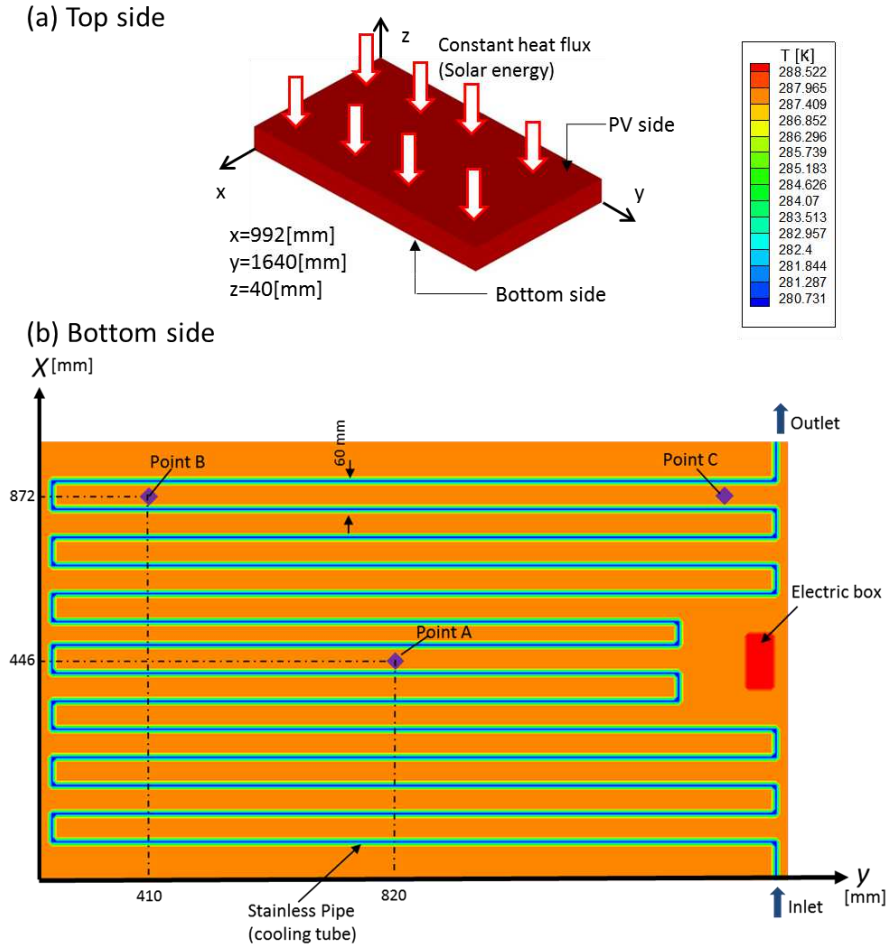 (a) Top side
z
Constant heat flux
(Solar energy)
PV side
x
y
x=992[mm]
y=1640[mm]
z=40[mm]
Bottom side
T [K]
288.522
287.965
287.409
286.852
286.296
285.739
285.183
284.626
284.07
283.513
282.957
282.4
281.844
281.287
280.731
(b) Bottom side
X [mm]
Outlet
60 mm
Point B
Point C
872
Electric box
Point A
446
410
820
y
[mm]
Stainless Pipe
(cooling tube)
Inlet